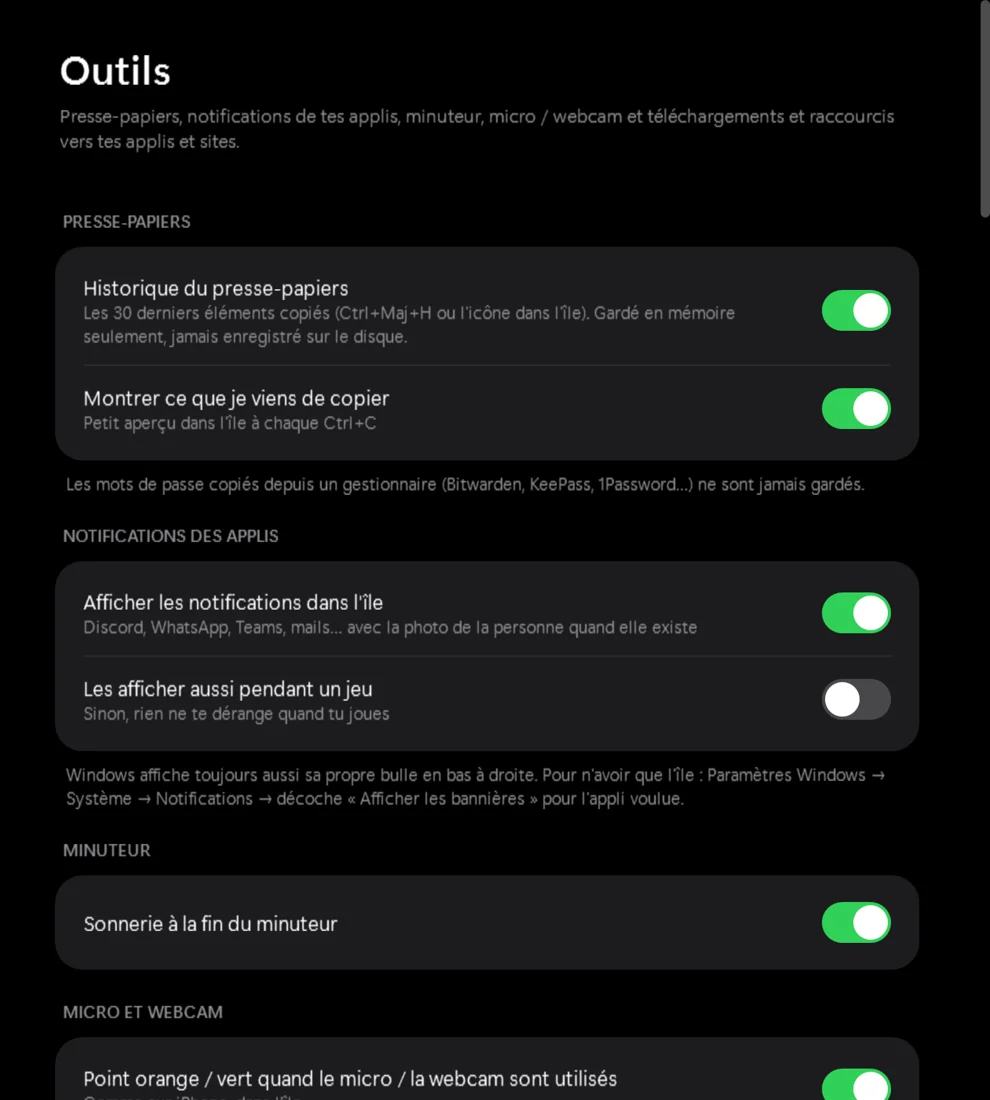 Outils
Presse-papiers, notifications de tes applis, minuteur, micro / webcam et téléchargements et raccourcis
vers tes applis et sites.
PRESSE-PAPIERS
Historique du presse-papiers
Les 30 derniers éléments copiés (Ctrl+Maj+H ou l'icône dans l'île). Gardé en mémoire
seulement, jamais enregistré sur le disque.
Montrer ce que je viens de copier
Petit aperçu dans l'île à chaque Ctrl+C
Les mots de passe copiés depuis un gestionnaire (Bitwarden, KeePass, 1Password...) ne sont jamais gardés.
NOTIFICATIONS DES APPLIS
Afficher les notifications dans l'île
Discord, WhatsApp, Teams, mails... avec la photo de la personne quand elle existe
Les afficher aussi pendant un jeu
Sinon, rien ne te dérange quand tu joues
Windows affiche toujours aussi sa propre bulle en bas à droite. Pour n'avoir que l'île : Paramètres Windows →
Système → Notifications → décoche « Afficher les bannières » pour l'appli voulue.
MINUTEUR
Sonnerie à la fin du minuteur
MICRO ET WEBCAM
Point orange / vert quand le micro / la webcam sont utilisés